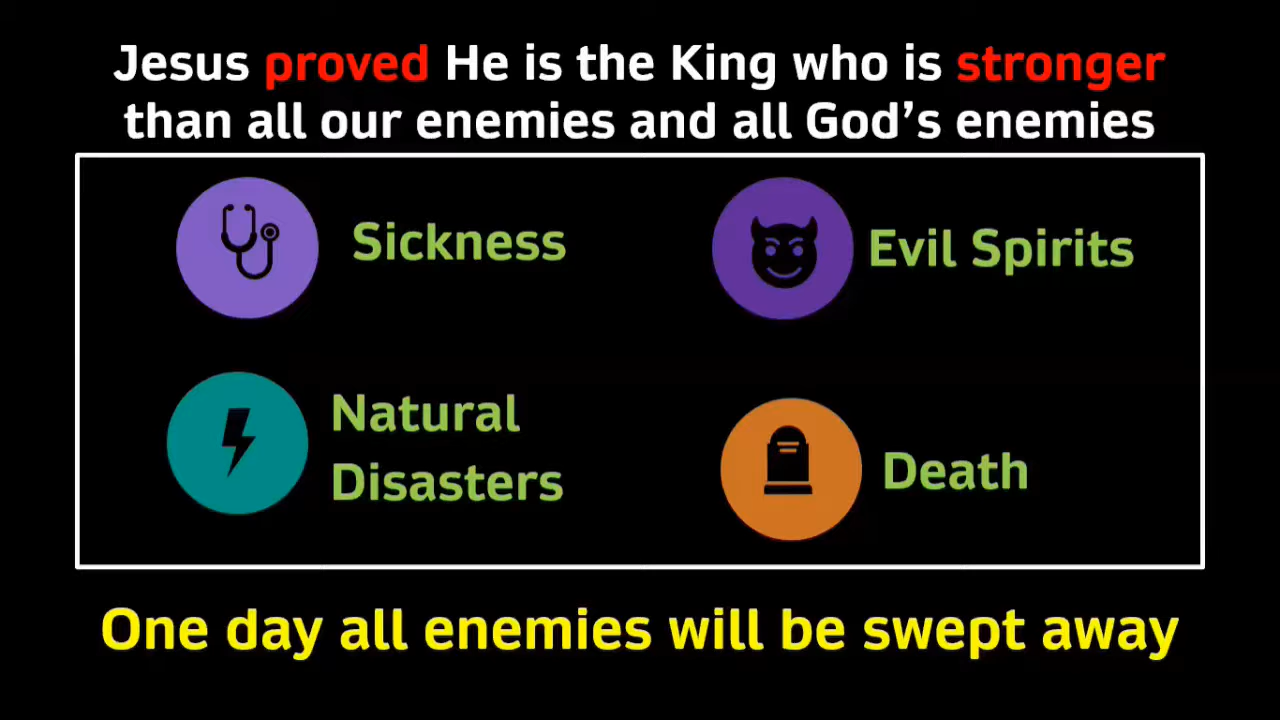 Jesus proved He is the King who is stronger
than all our enemies and all God’s enemies
Sickness
Evil Spirits
Natural
Disasters
Death
One day all enemies will be swept away